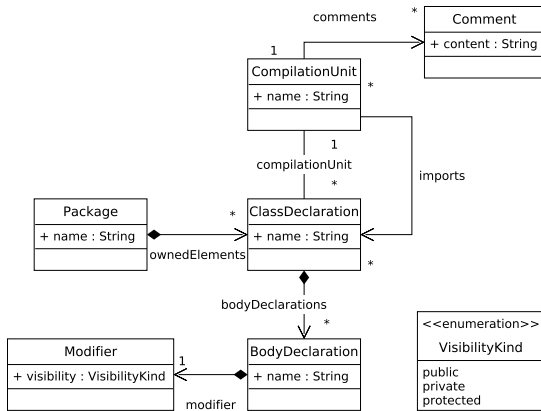 comments
*
Comment
+ content : String
1
CompilationUnit
+ name : String
*
1
compilationUnit
*
imports
Package
+ name : String
*
ownedElements
ClassDeclaration
+ name : String
*
bodyDeclarations
*
<<enumeration>>
VisibilityKind
public
private
protected
Modifier
+ visibility : VisibilityKind
1
modifier
BodyDeclaration
+ name : String